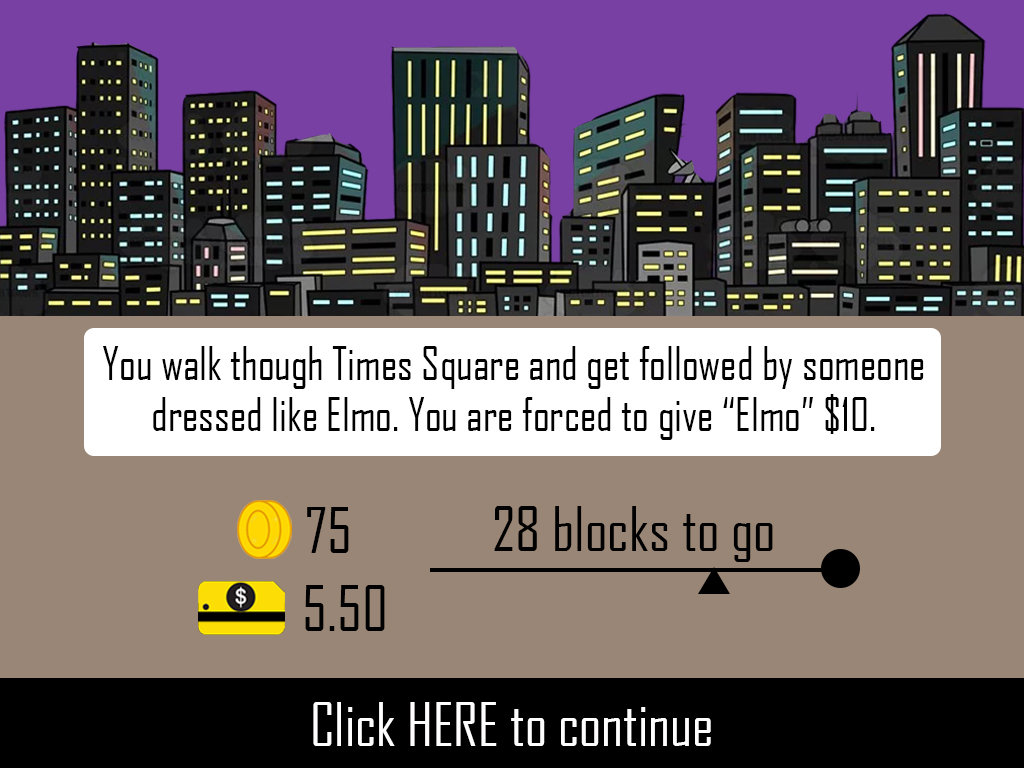 You walk though Times Square and get followed by someone
dressed like Elmo. You are forced to give “Elmo” $10.
75
28 blocks to go
$
5.50
Click HERE to continue